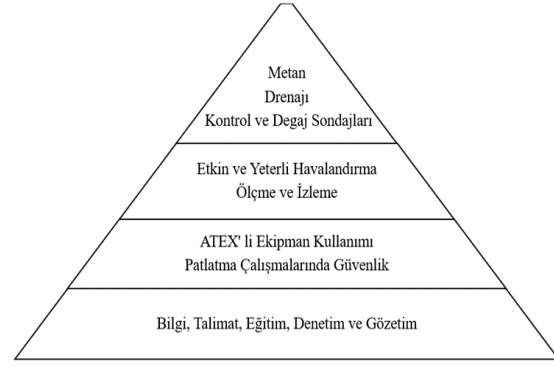 Metan
Drenajı
Kontrol ve Degaj Sondajları
Etkin ve Yeterli Havalandırma
Ölçme ve İzleme
ATEX' li Ekipman Kullanımı
Patlatma Çalışmalarında Güvenlik
Bilgi, Talimat, Eğitim, Denetim ve Gözetim